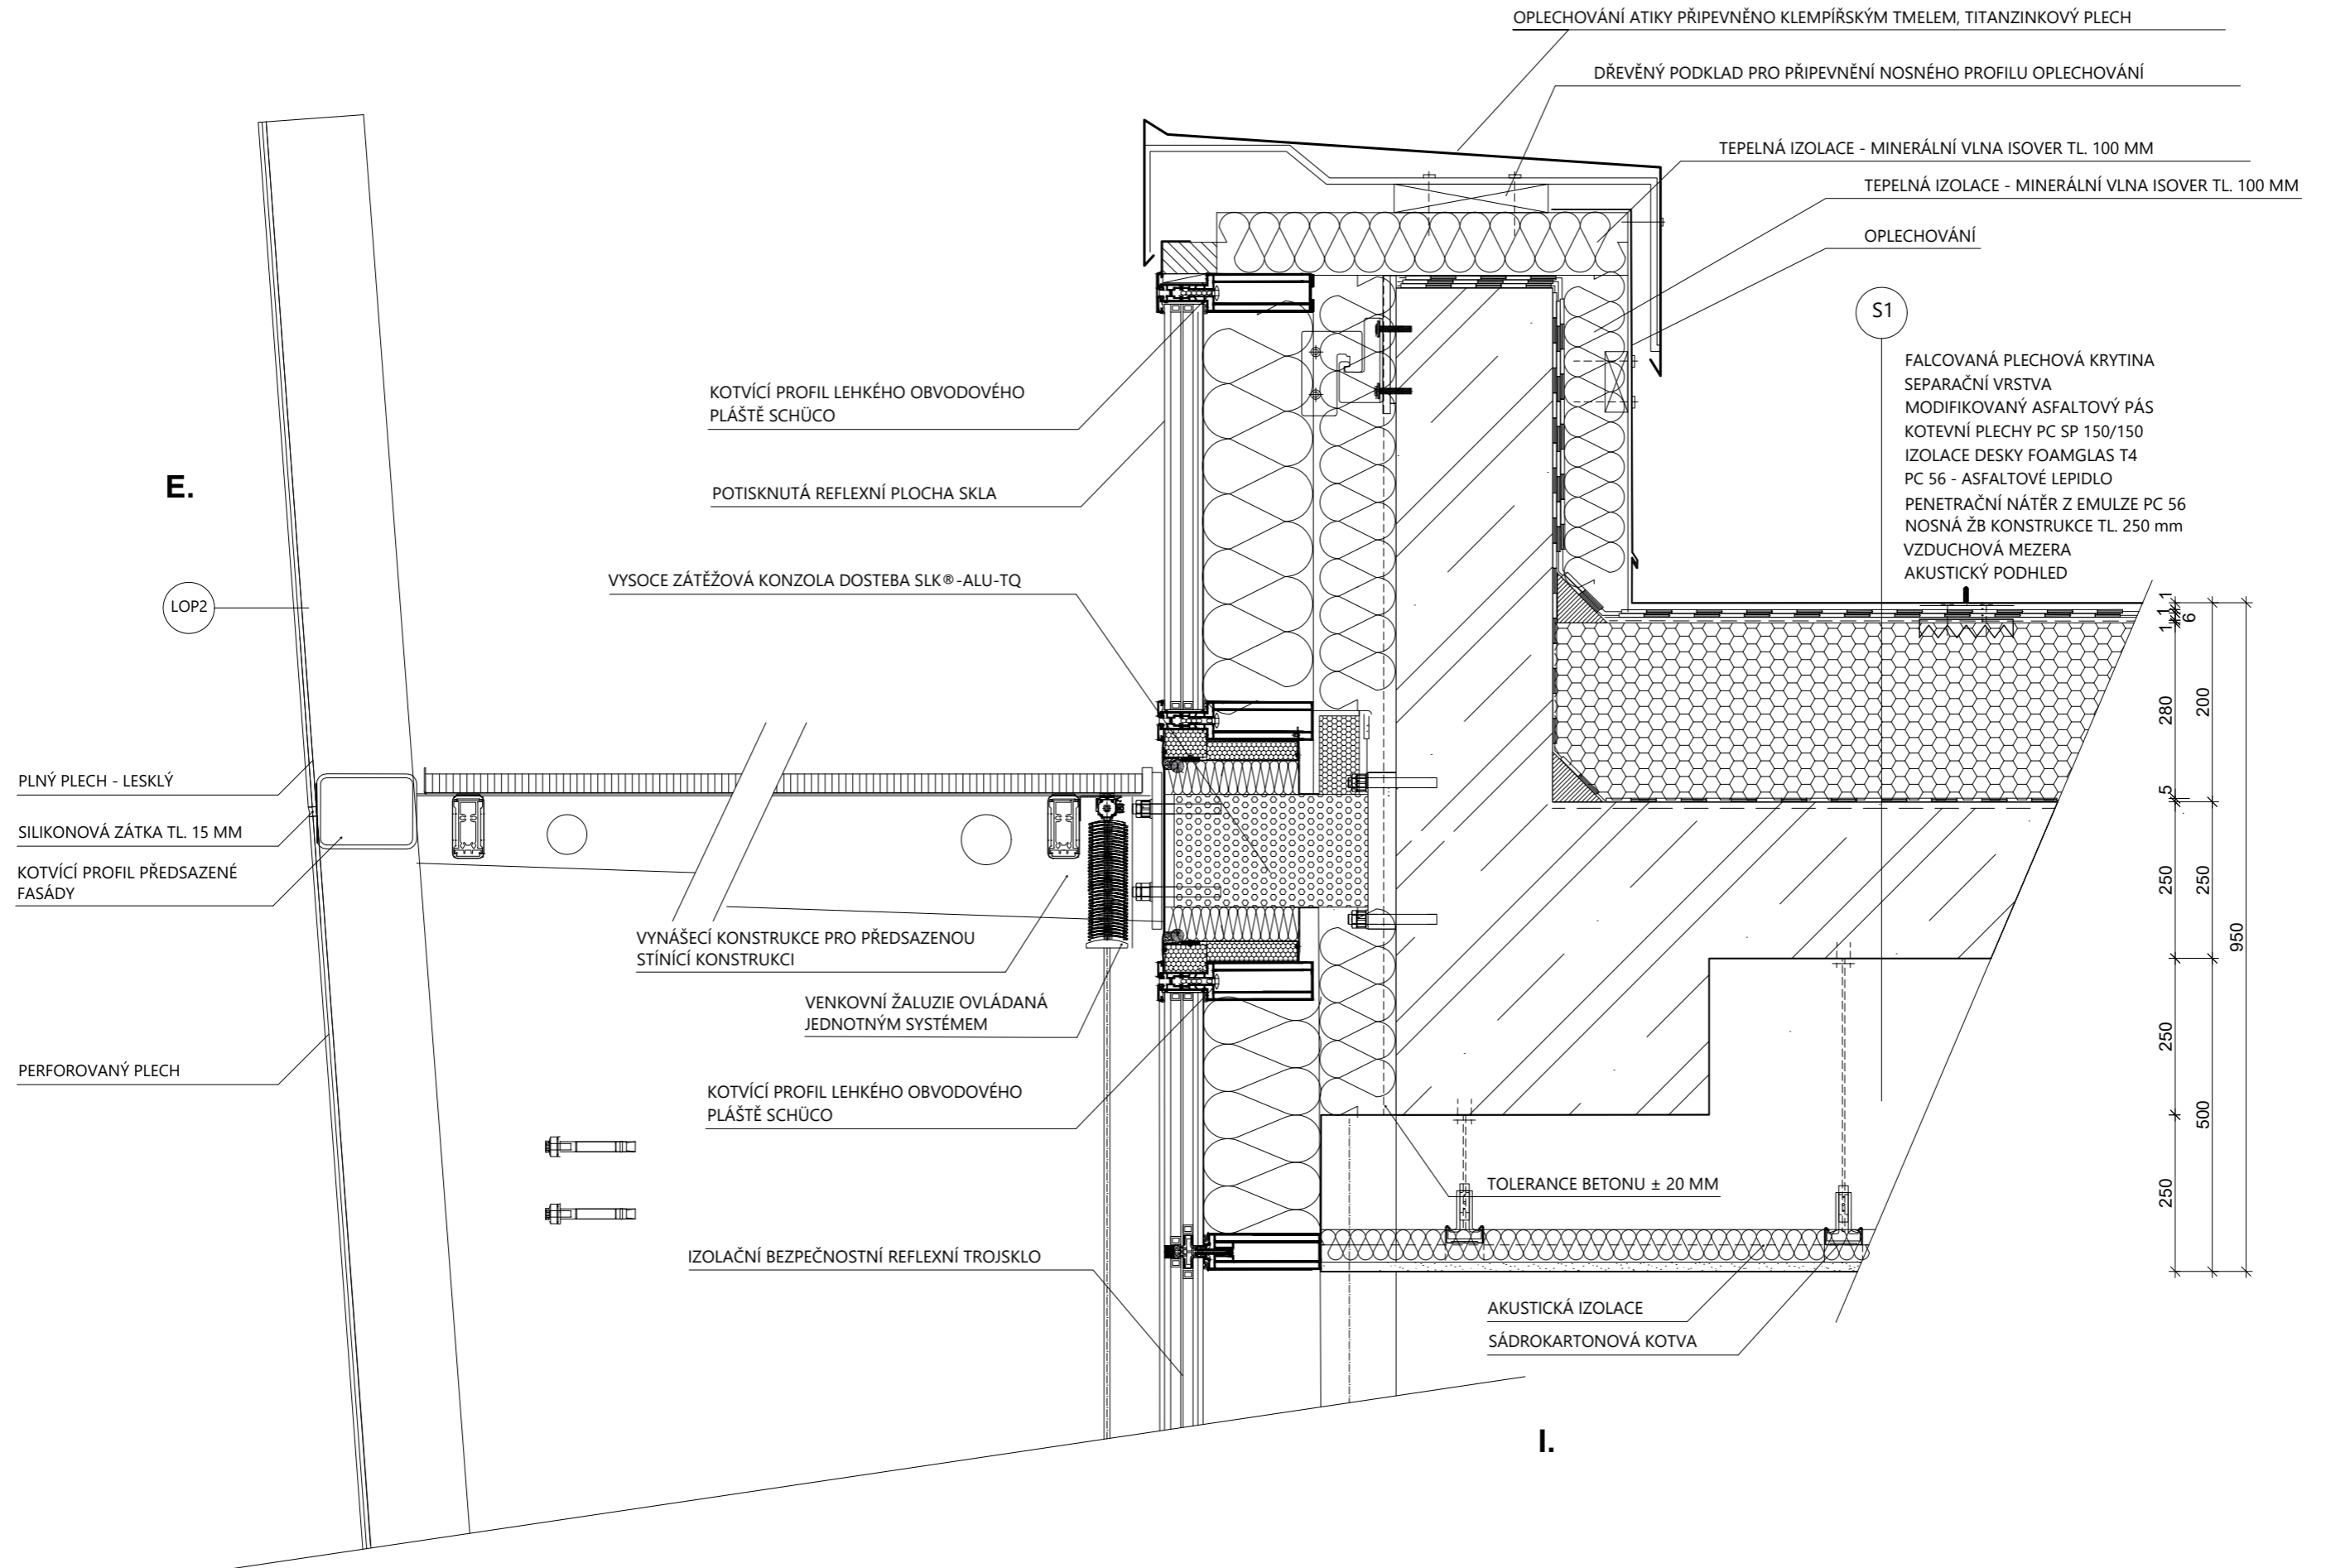 OPLECHOVÁNÍ ATIKY PŘIPEVNĚNO KLEMPÍŘSKÝM TMELEM, TITANZINKOVÝ PLECH
DŘEVĚNÝ PODKLAD PRO PŘIPEVNĚNÍ NOSNÉHO PROFILU OPLECHOVÁNÍ
TEPELNÁ IZOLACE - MINERÁLNÍ VLNA ISOVER TL. 100 MM
TEPELNÁ IZOLACE - MINERÁLNÍ VLNA ISOVER TL. 100 MM
OPLECHOVÁNÍ
S1
FALCOVANÁ PLECHOVÁ KRYTINA
SEPARAČNÍ VRSTVA
MODIFIKOVANÝ ASFALTOVÝ PÁS
KOTEVNÍ PLECHY PC SP 150/150
IZOLACE DESKY FOAMGLAS T4
PC 56 - ASFALTOVÉ LEPIDLO
PENETRAČNÍ NÁTĚR Z EMULZE PC 56
NOSNÁ ŽB KONSTRUKCE TL. 250 mm
VZDUCHOVÁ MEZERA
AKUSTICKÝ PODHLED
KOTVÍCÍ PROFIL LEHKÉHO OBVODOVÉHO
PLÁŠTĚ SCHÜCO
E.
POTISKNUTÁ REFLEXNÍ PLOCHA SKLA
VYSOCE ZÁTĚŽOVÁ KONZOLA DOSTEBA SLK®-ALU-TQ
LOP2
PLNÝ PLECH - LESKLÝ
SILIKONOVÁ ZÁTKA TL. 15 MM
KOTVÍCÍ PROFIL PŘEDSAZENÉ
FASÁDY
VYNÁŠECÍ KONSTRUKCE PRO PŘEDSAZENOU
STÍNÍCÍ KONSTRUKCI
VENKOVNÍ ŽALUZIE OVLÁDANÁ
JEDNOTNÝM SYSTÉMEM
PERFOROVANÝ PLECH
KOTVÍCÍ PROFIL LEHKÉHO OBVODOVÉHO
PLÁŠTĚ SCHÜCO
TOLERANCE BETONU ± 20 MM
IZOLAČNÍ BEZPEČNOSTNÍ REFLEXNÍ TROJSKLO
AKUSTICKÁ IZOLACE
SÁDROKARTONOVÁ KOTVA
I.
1
1
6
1
280
5
250
250
250
200
250
500
950